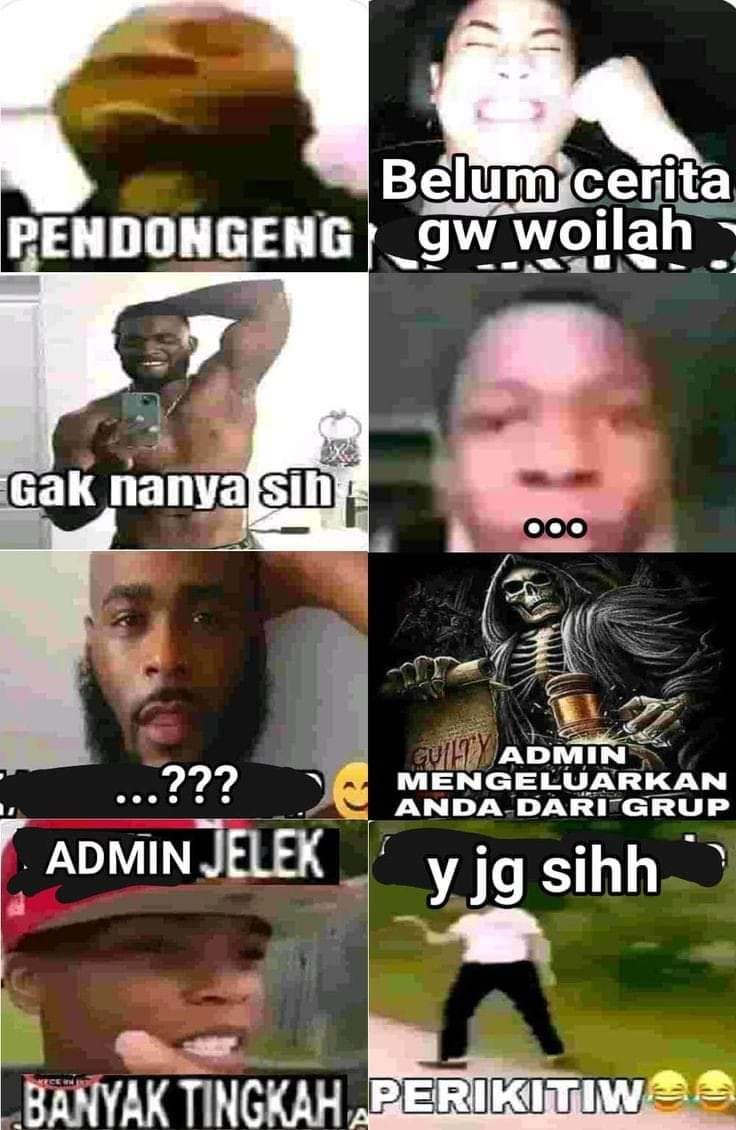 PENDONGENG
Belum cerita
gw woilah
Gak nanya sih
ooo
...???
😊
GUILTY
ADMIN
MENGELUARKAN
ANDA DARI GRUP
ADMIN JELEK
BANYAK TINGKAH
y jg sihh
PERIKITIW😂😂